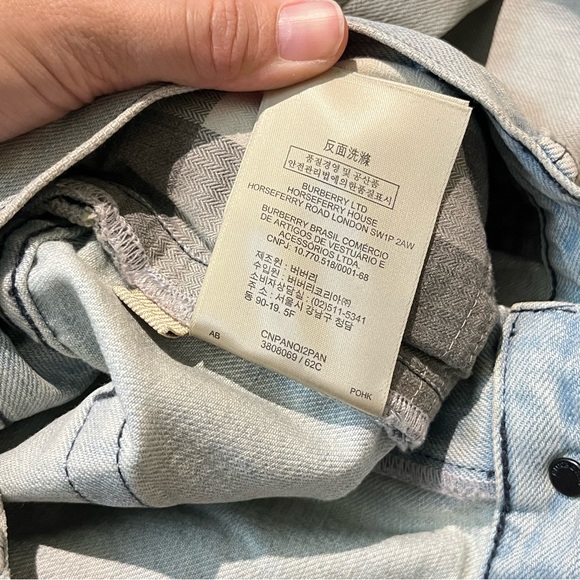 反面洗滌
품질경영 및 공산품
안전관리법에의한품질표시
BURBERRY LTD
HORSEFERRY HOUSE
HORSEFERRY ROAD LONDON SW1P 2AW
BURBERRY BRASIL COMERCIO
DE ARTIGOS DE VESTUARIO E
ACESSORIOS LTDA.
CNPJ: 10.770.518/0001-68
제조원 : 버버리
수입원 : 버버리코리아㈜
소비자상담실 : (02)511-5341
주소 : 서울시 강남구 청담
동 90-19. 5F
AB
CNPANQI2PAN
3808069 / 62C
POHK